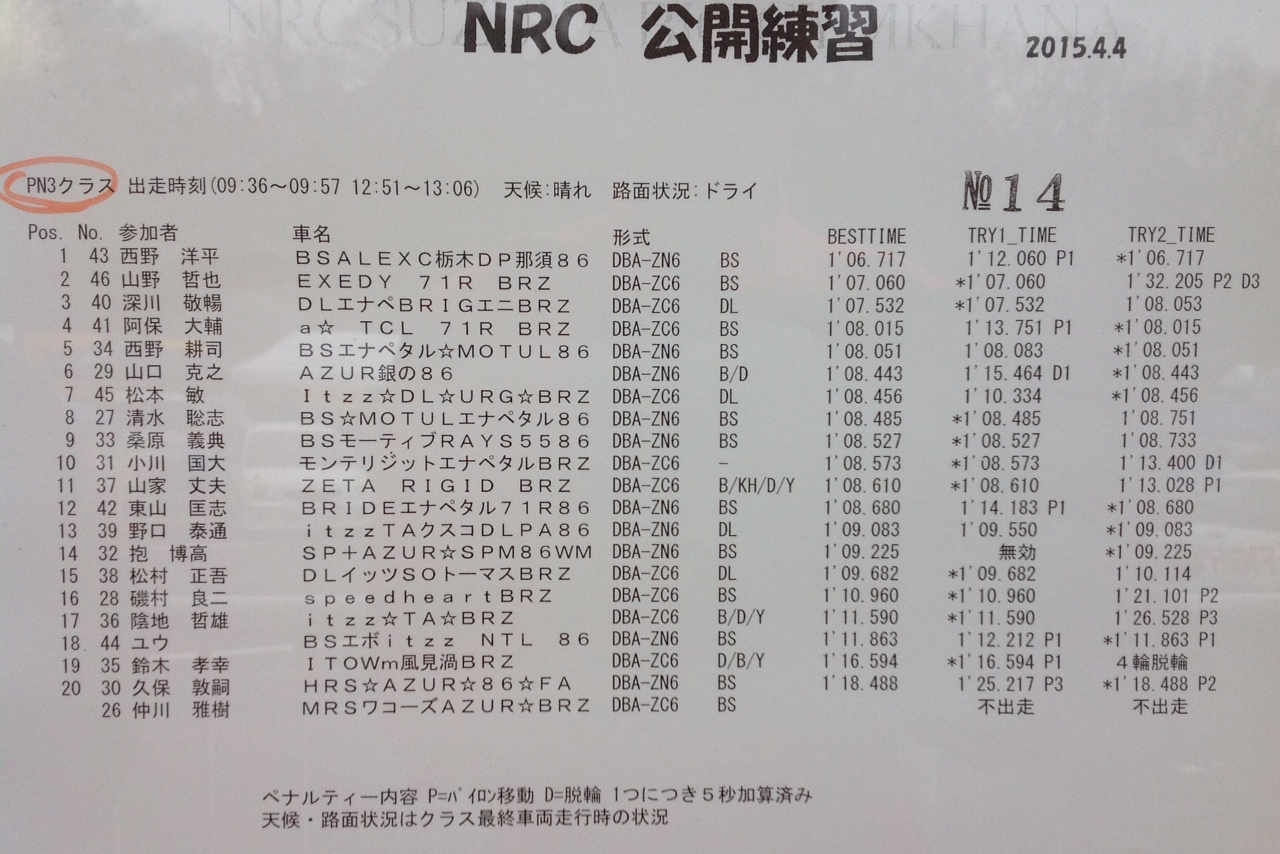 NRC 公開練習 2015.4.4
PN3クラス 出走時刻(09:36～09:57 12:51～13:06) 天候:晴れ 路面状況:ドライ №14
Pos. No. 参加者 車名 形式 BESTTIME TRY1_TIME TRY2_TIME
1 43 西野 洋平 ＢＳＡＬＥＸＣ栃木ＤＰ那須８６ DBA-ZN6 BS 1'06.717 1'12.060 P1 *1'06.717
2 46 山野 哲也 ＥＸＥＤＹ ７１Ｒ ＢＲＺ DBA-ZC6 BS 1'07.060 *1'07.060 1'32.205 P2 D3
3 40 深川 敬暢 ＤＬエナペＢＲＩＧエニＢＲＺ DBA-ZC6 DL 1'07.532 *1'07.532 1'08.053
4 41 阿保 大輔 ａ☆ ＴＣＬ ７１Ｒ ＢＲＺ DBA-ZC6 BS 1'08.015 1'13.751 P1 *1'08.015
5 34 西野 耕司 ＢＳエナペタル☆ＭＯＴＵＬ８６ DBA-ZN6 BS 1'08.051 1'08.083 *1'08.051
6 29 山口 克之 ＡＺＵＲ銀の８６ DBA-ZN6 B/D 1'08.443 1'15.464 D1 *1'08.443
7 45 松本 敏 Ｉｔｚｚ☆ＤＬ☆ＵＲＧ☆ＢＲＺ DBA-ZC6 DL 1'08.456 1'10.334 *1'08.456
8 27 清水 聡志 ＢＳ☆ＭＯＴＵＬエナペタル８６ DBA-ZN6 BS 1'08.485 *1'08.485 1'08.751
9 33 桑原 義典 ＢＳモーティブＲＡＹＳ５５８６ DBA-ZN6 BS 1'08.527 *1'08.527 1'08.733
10 31 小川 国大 モンテリジットエナペタルＢＲＺ DBA-ZC6 − 1'08.573 *1'08.573 1'13.400 D1
11 37 山家 丈夫 ＺＥＴＡ ＲＩＧＩＤ ＢＲＺ DBA-ZC6 B/KH/D/Y 1'08.610 *1'08.610 1'13.028 P1
12 42 東山 匡志 ＢＲＩＤＥエナペタル７１Ｒ８６ DBA-ZN6 BS 1'08.680 1'14.183 P1 *1'08.680
13 39 野口 泰通 ｉｔｚｚＴＡクスコＤＬＰＡ８６ DBA-ZN6 DL 1'09.083 1'09.550 *1'09.083
14 32 抱 博高 ＳＰ＋ＡＺＵＲ☆ＳＰＭ８６ＷＭ DBA-ZN6 BS 1'09.225 無効 *1'09.225
15 38 松村 正吾 ＤＬイッツＳＯトーマスＢＲＺ DBA-ZC6 DL 1'09.682 *1'09.682 1'10.114
16 28 磯村 良二 ｓｐｅｅｄｈｅａｒｔＢＲＺ DBA-ZC6 BS 1'10.960 *1'10.960 1'21.101 P2
17 36 陰地 哲雄 ｉｔｚｚ☆ＴＡ☆ＢＲＺ DBA-ZC6 B/D/Y 1'11.590 *1'11.590 1'26.528 P3
18 44 ユウ ＢＳエボｉｔｚｚ ＮＴＬ ８６ DBA-ZN6 BS 1'11.863 1'12.212 P1 *1'11.863 P1
19 35 鈴木 孝幸 ＩＴＯＷｍ風見渦ＢＲＺ DBA-ZC6 D/B/Y 1'16.594 *1'16.594 P1 ４輪脱輪
20 30 久保 敦嗣 ＨＲＳ☆ＡＺＵＲ☆８６☆ＦＡ DBA-ZN6 BS 1'18.488 1'25.217 P3 *1'18.488 P2
26 仲川 雅樹 ＭＲＳワコーズＡＺＵＲ☆ＢＲＺ DBA-ZC6 BS 不出走 不出走
ペナルティー内容 P=ﾊﾟｲﾛﾝ移動 D=脱輪 1つにつき５秒加算済み
天候・路面状況はクラス最終車両走行時の状況